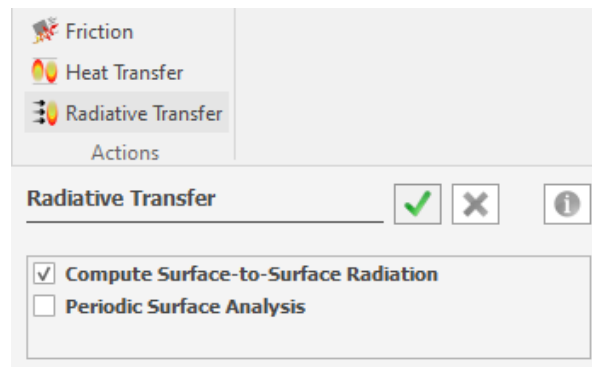 Friction
Heat Transfer
Radiative Transfer
Actions
Radiative Transfer
Compute Surface-to-Surface Radiation
Periodic Surface Analysis